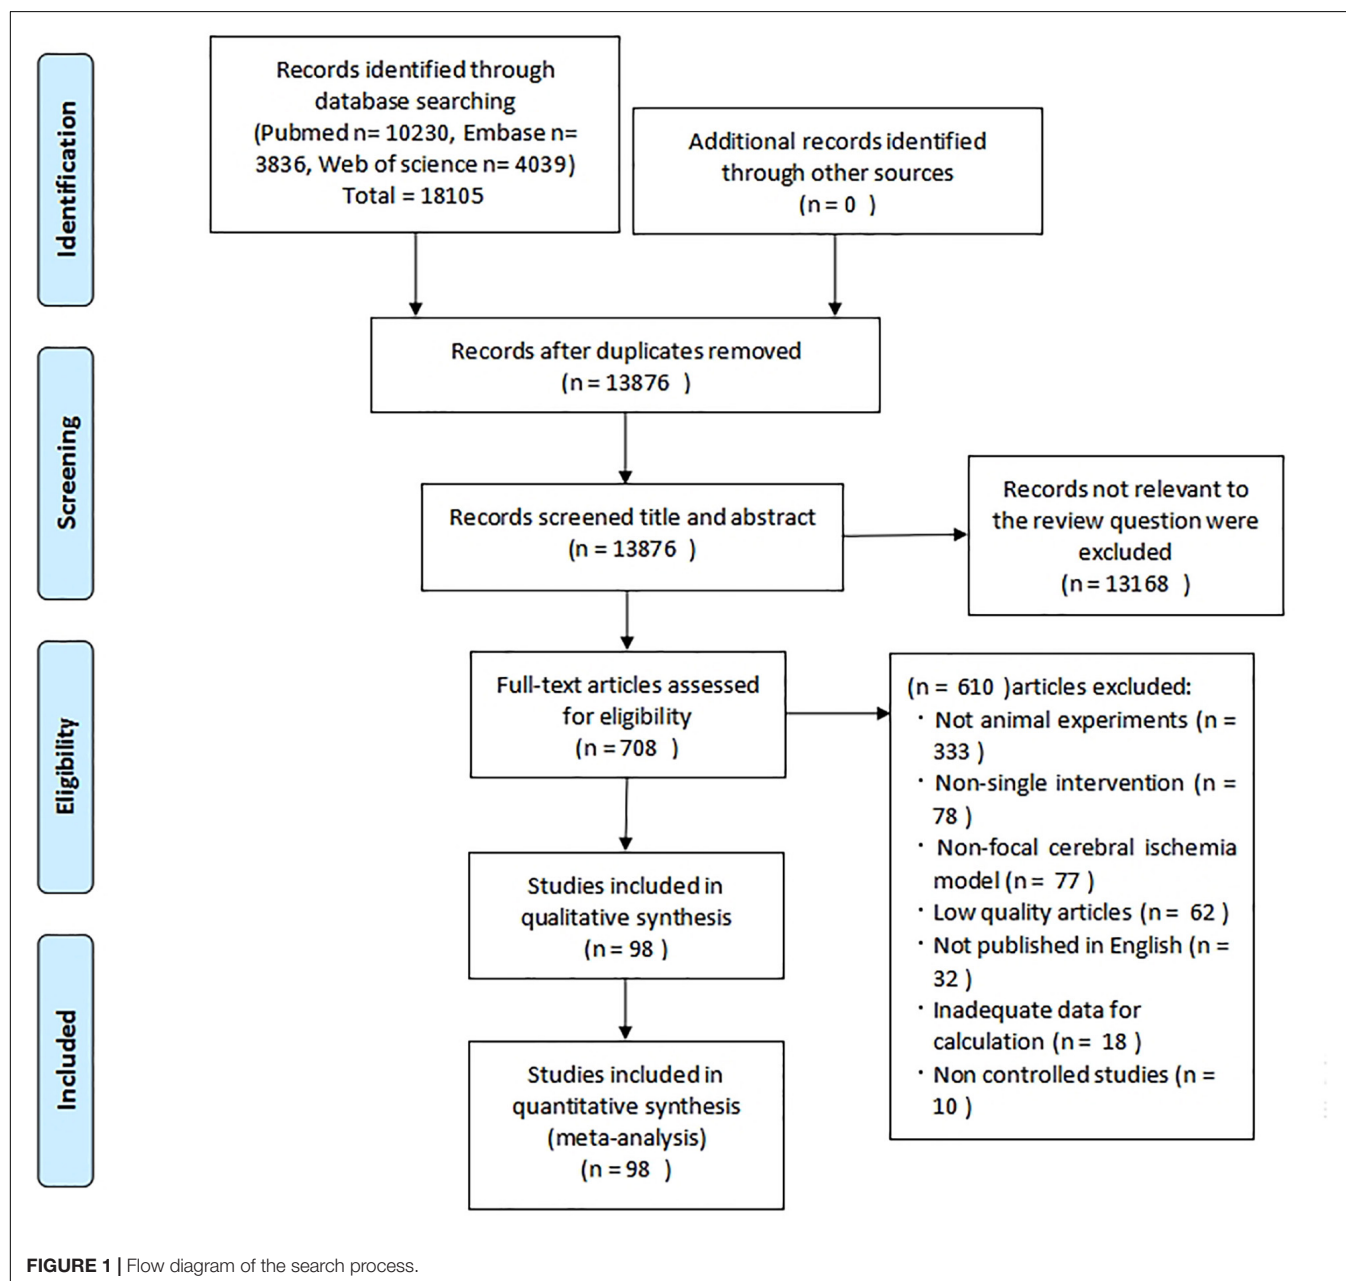 Identification
Records identified through
database searching
(Pubmed n= 10230, Embase n=
3836, Web of science n= 4039)
Total = 18105
Additional records identified
through other sources
(n = 0 )
Screening
Records after duplicates removed
(n = 13876 )
Records screened title and abstract
(n = 13876 )
Records not relevant to
the review question were
excluded
(n = 13168 )
Eligibility
Full-text articles assessed
for eligibility
(n = 708 )
(n = 610 )articles excluded:
· Not animal experiments (n =
333 )
· Non-single intervention (n =
78 )
· Non-focal cerebral ischemia
model (n = 77 )
· Low quality articles (n = 62 )
· Not published in English (n =
32 )
· Inadequate data for
calculation (n = 18 )
· Non controlled studies (n =
10 )
Studies included in
qualitative synthesis
(n = 98 )
Included
Studies included in
quantitative synthesis
(meta-analysis)
(n = 98 )
FIGURE 1 | Flow diagram of the search process.